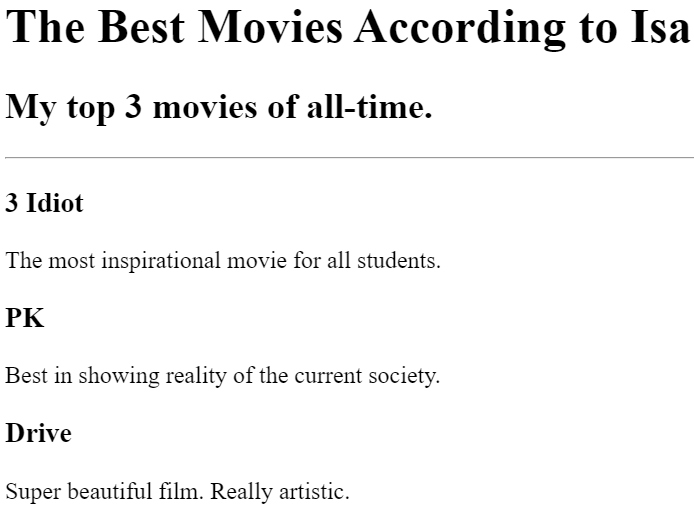 The Best Movies According to Isa
My top 3 movies of all-time.
3 Idiot
The most inspirational movie for all students.
PK
Best in showing reality of the current society.
Drive
Super beautiful film. Really artistic.